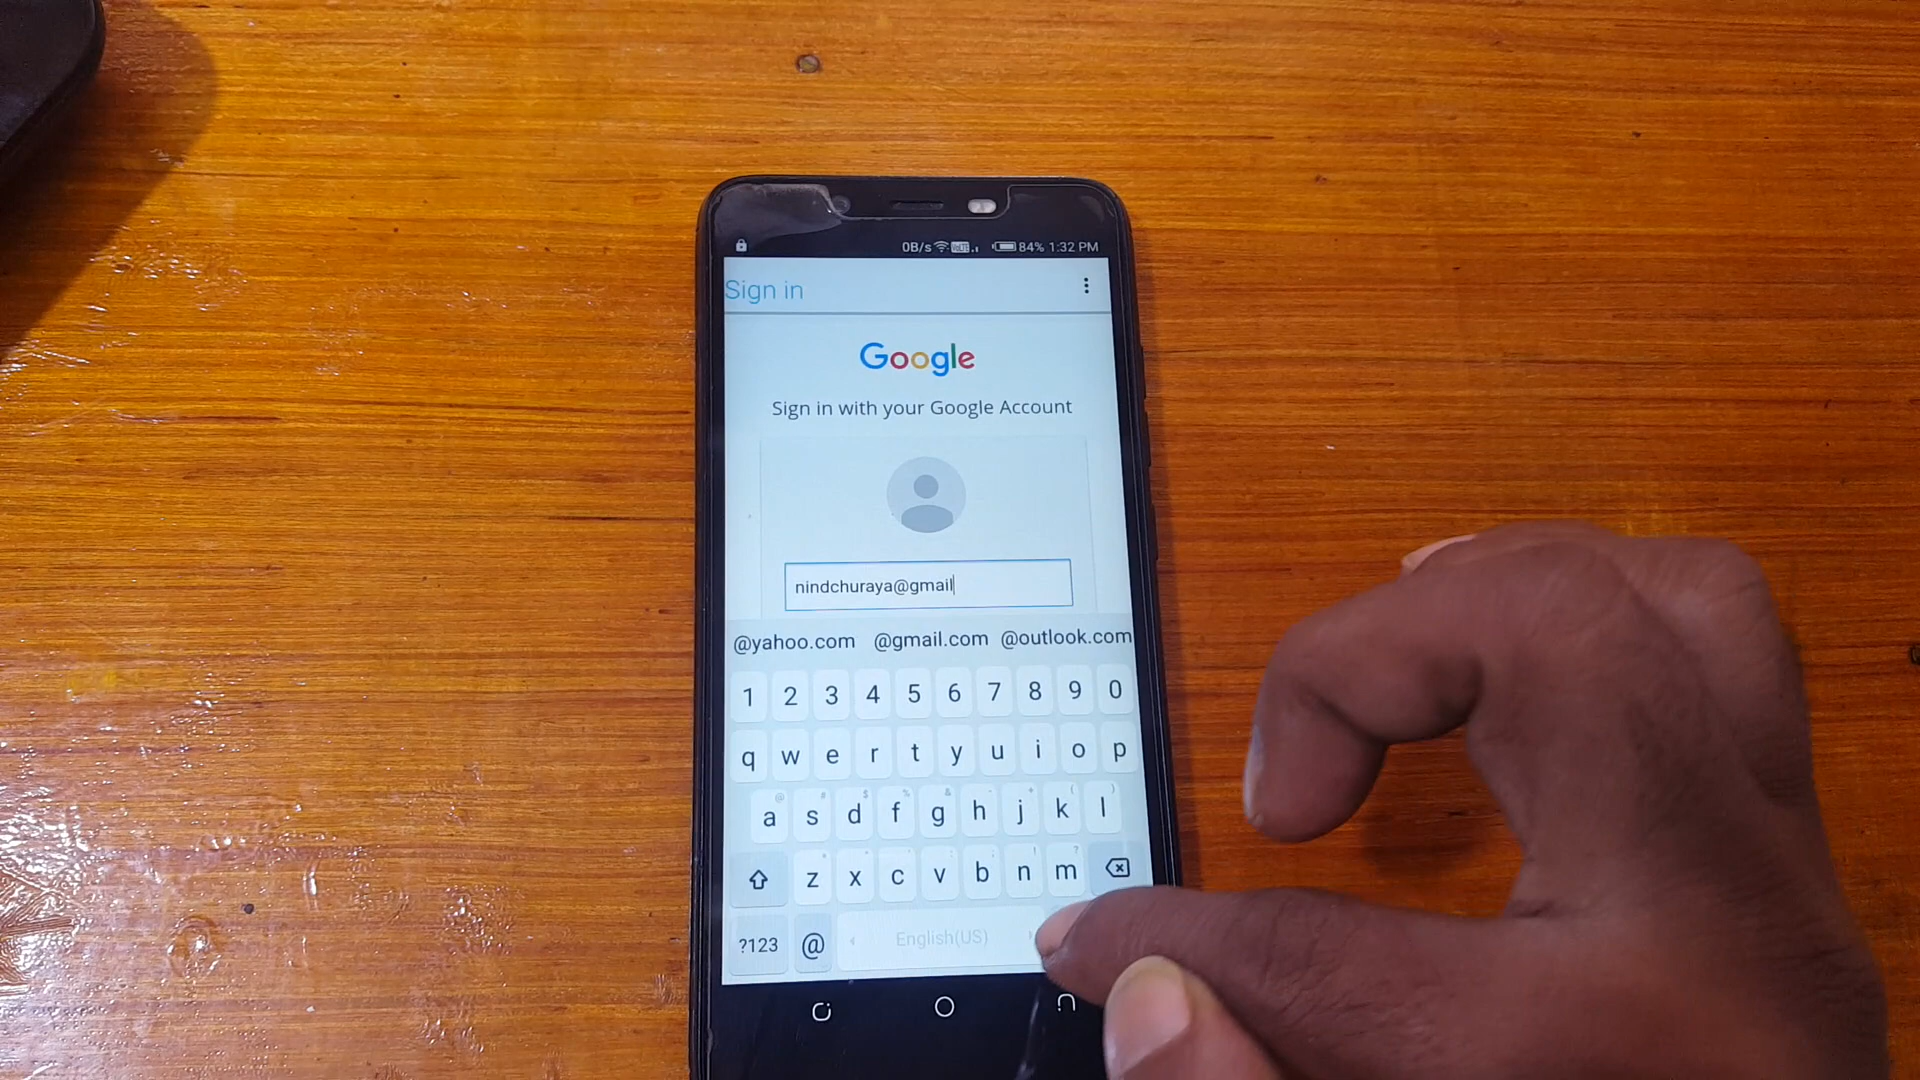 0B/s VoLTE 84% 1:32 PM
Sign in
Google
Sign in with your Google Account
nindchuraya@gmail
@yahoo.com @gmail.com @outlook.com
1 2 3 4 5 6 7 8 9 0
q w e r t y u i o p
a s d f g h j k l
z x c v b n m
?123 @ English(US)